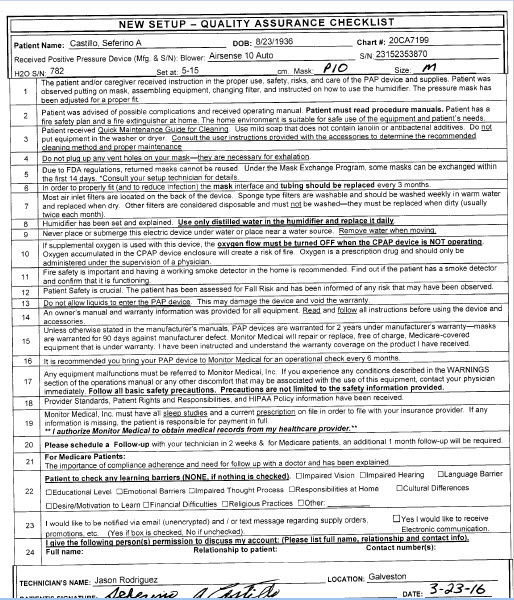 NEW SETUP – QUALITY ASSURANCE CHECKLIST
Patient Name: Castillo, Seferino A DOB: 8/23/1936 Chart #: 20CA7199
Received Positive Pressure Device (Mfg. & S/N): Blower: Airsense 10 Auto S/N: 23152353870
H2O S/N: 782 Set at: 5-15 cm. Mask: P10 Size: M
1 The patient and/or caregiver received instruction in the proper use, safety, risks, and care of the PAP device and supplies. Patient was
observed putting on mask, assembling equipment, changing filter, and instructed on how to use the humidifier. The pressure mask has
been adjusted for a proper fit.
2 Patient was advised of possible complications and received operating manual. Patient must read procedure manuals. Patient has a
fire safety plan and a fire extinguisher at home. The home environment is suitable for safe use of the equipment and patient's needs.
3 Patient received Quick Maintenance Guide for Cleaning. Use mild soap that does not contain lanolin or antibacterial additives. Do not
put equipment in the washer or dryer. Consult the user instructions provided with the accessories to determine the recommended
cleaning method and proper maintenance
4 Do not plug up any vent holes on your mask—they are necessary for exhalation.
5 Due to FDA regulations, returned masks cannot be reused. Under the Mask Exchange Program, some masks can be exchanged within
the first 14 days. *Consult your setup technician for details.
6 In order to properly fit (and to reduce infection) the mask interface and tubing should be replaced every 3 months.
7 Most air inlet filters are located on the back of the device. Sponge type filters are washable and should be washed weekly in warm water
and replaced when dry. Other filters are considered disposable and must not be washed—they must be replaced when dirty (usually
twice each month).
8 Humidifier has been set and explained. Use only distilled water in the humidifier and replace it daily.
9 Never place or submerge this electric device under water or place near a water source. Remove water when moving.
10 If supplemental oxygen is used with this device, the oxygen flow must be turned OFF when the CPAP device is NOT operating.
Oxygen accumulated in the CPAP device enclosure will create a risk of fire. Oxygen is a prescription drug and should only be
administered under the supervision of a physician.
11 Fire safety is important and having a working smoke detector in the home is recommended. Find out if the patient has a smoke detector
and confirm that it is functioning.
12 Patient Safety is crucial. The patient has been assessed for Fall Risk and has been informed of any risk that may have been observed.
13 Do not allow liquids to enter the PAP device. This may damage the device and void the warranty.
14 An owner's manual and warranty information was provided for all equipment. Read and follow all instructions before using the device and
accessories.
15 Unless otherwise stated in the manufacturer's manuals, PAP devices are warranted for 2 years under manufacturer's warranty—masks
are warranted for 90 days against manufacturer defect. Monitor Medical will repair or replace, free of charge, Medicare-covered
equipment that is under warranty. I have been instructed and understand the warranty coverage on the product I have received.
16 It is recommended you bring your PAP device to Monitor Medical for an operational check every 6 months.
17 Any equipment malfunctions must be referred to Monitor Medical, Inc. If you experience any conditions described in the WARNINGS
section of the operations manual or any other discomfort that may be associated with the use of this equipment, contact your physician
immediately. Follow all basic safety precautions. Precautions are not limited to the safety information provided.
18 Provider Standards, Patient Rights and Responsibilities, and HIPAA Policy information have been received.
19 Monitor Medical, Inc. must have all sleep studies and a current prescription on file in order to file with your insurance provider. If any
information is missing, the patient is responsible for payment in full.
** I authorize Monitor Medical to obtain medical records from my healthcare provider.**
20 Please schedule a Follow-up with your technician in 2 weeks & for Medicare patients, an additional 1 month follow-up will be required.
21 For Medicare Patients:
The importance of compliance adherence and need for follow up with a doctor and has been explained.
22 Patient to check any learning barriers (NONE, if nothing is checked). ☐Impaired Vision ☐Impaired Hearing ☐Language Barrier
☐Educational Level ☐Emotional Barriers ☐Impaired Thought Process ☐Responsibilities at Home ☐Cultural Differences
☐Desire/Motivation to Learn ☐Financial Difficulties ☐Religious Practices ☐Other:
23 I would like to be notified via email (unencrypted) and / or text message regarding supply orders, ☐Yes I would like to receive
promotions, etc. (Yes if box is checked, No if unchecked). Electronic communication.
24 I give the following person(s) permission to discuss my account: (Please list full name, relationship and contact info).
Full name: Relationship to patient: Contact number(s):
TECHNICIAN'S NAME: Jason Rodriguez LOCATION: Galveston
PATIENT'S SIGNATURE: Seferino A Castillo DATE: 3-23-16